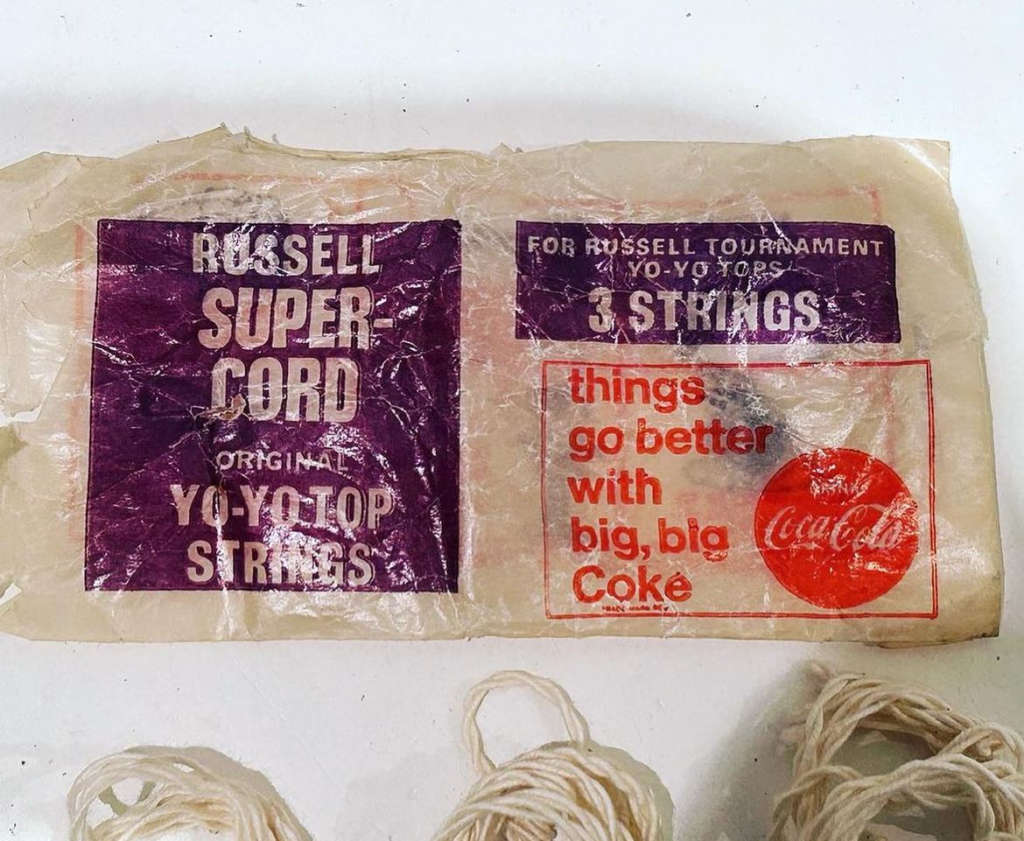 RUSSELL
SUPER-
CORD
ORIGINAL
YO-YO TOP
STRINGS
FOR RUSSELL TOURNAMENT
YO-YO TOPS
3 STRINGS
things
go better
with
big, big
Coke
DRINK
Coca-Cola